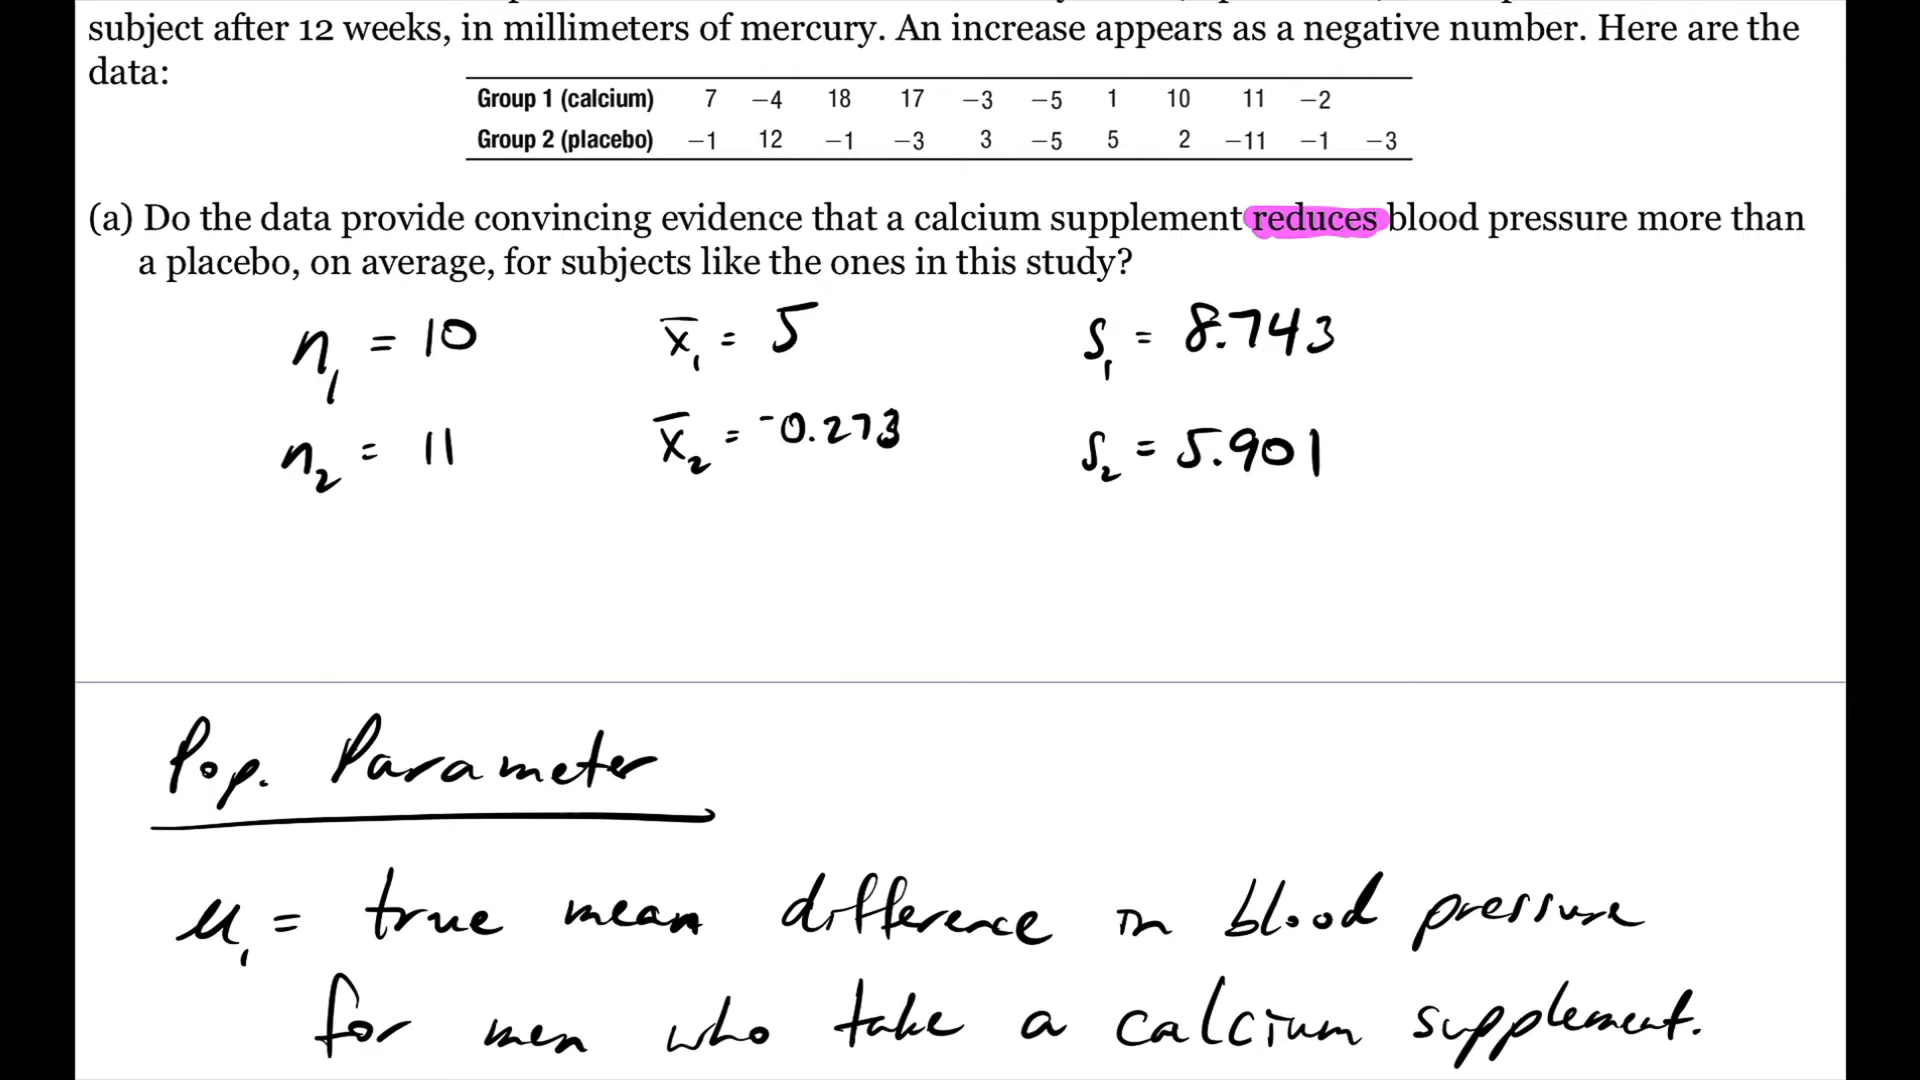 subject after 12 weeks, in millimeters of mercury. An increase appears as a negative number. Here are the
data:
Group 1 (calcium) 7 −4 18 17 −3 −5 1 10 11 −2
Group 2 (placebo) −1 12 −1 −3 3 −5 5 2 −11 −1 −3
(a) Do the data provide convincing evidence that a calcium supplement reduces blood pressure more than
a placebo, on average, for subjects like the ones in this study?
n₁ = 10 x̄₁ = 5 s₁ = 8.743
n₂ = 11 x̄₂ = -0.273 s₂ = 5.901
Pop. Parameter
μ₁ = true mean difference in blood pressure
for men who take a calcium supplement.